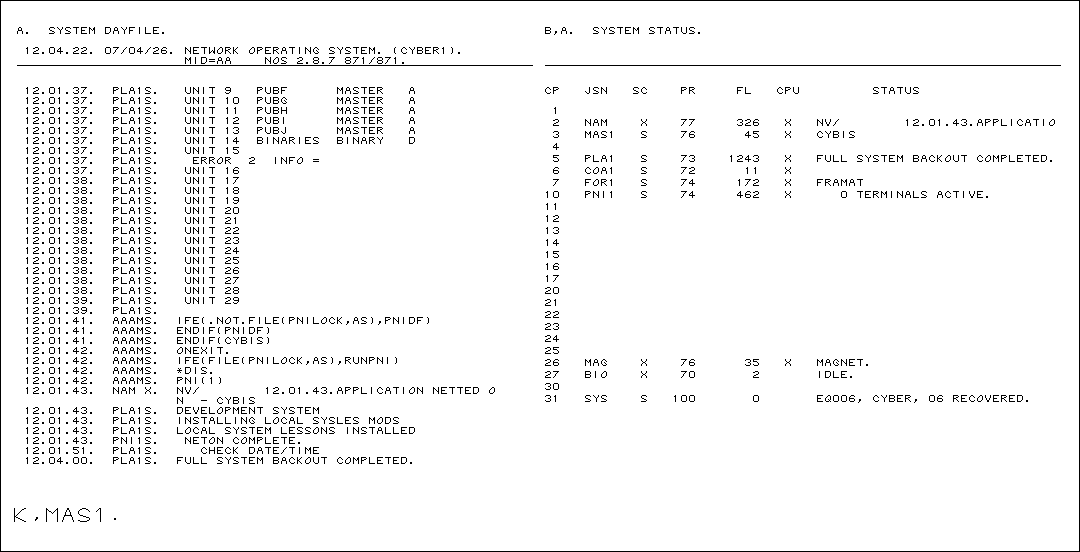 A.  SYSTEM DAYFILE.
12.04.22. 07/04/26. NETWORK OPERATING SYSTEM. (CYBER1).
MID=AA    NOS 2.8.7 871/871.
12.01.37.  PLA1S.   UNIT 9   PUBF      MASTER   A
12.01.37.  PLA1S.   UNIT 10  PUBG      MASTER   A
12.01.37.  PLA1S.   UNIT 11  PUBH      MASTER   A
12.01.37.  PLA1S.   UNIT 12  PUBI      MASTER   A
12.01.37.  PLA1S.   UNIT 13  PUBJ      MASTER   A
12.01.37.  PLA1S.   UNIT 14  BINARIES  BINARY   D
12.01.37.  PLA1S.   UNIT 15
12.01.37.  PLA1S.    ERROR  2  INFO =
12.01.37.  PLA1S.   UNIT 16
12.01.38.  PLA1S.   UNIT 17
12.01.38.  PLA1S.   UNIT 18
12.01.38.  PLA1S.   UNIT 19
12.01.38.  PLA1S.   UNIT 20
12.01.38.  PLA1S.   UNIT 21
12.01.38.  PLA1S.   UNIT 22
12.01.38.  PLA1S.   UNIT 23
12.01.38.  PLA1S.   UNIT 24
12.01.38.  PLA1S.   UNIT 25
12.01.38.  PLA1S.   UNIT 26
12.01.38.  PLA1S.   UNIT 27
12.01.38.  PLA1S.   UNIT 28
12.01.39.  PLA1S.   UNIT 29
12.01.39.  PLA1S.
12.01.41.  AAAMS.  IFE(.NOT.FILE(PNILOCK,AS),PNIDF)
12.01.41.  AAAMS.  ENDIF(PNIDF)
12.01.41.  AAAMS.  ENDIF(CYBIS)
12.01.42.  AAAMS.  ONEXIT.
12.01.42.  AAAMS.  IFE(FILE(PNILOCK,AS),RUNPNI)
12.01.42.  AAAMS.  *DIS.
12.01.42.  AAAMS.  PNI(1)
12.01.43.  NAM X.  NV/        12.01.43.APPLICATION NETTED O
N  - CYBIS
12.01.43.  PLA1S.  DEVELOPMENT SYSTEM
12.01.43.  PLA1S.  INSTALLING LOCAL SYSLES MODS
12.01.43.  PLA1S.  LOCAL SYSTEM LESSONS INSTALLED
12.01.43.  PNI1S.   NETON COMPLETE.
12.01.51.  PLA1S.     CHECK DATE/TIME
12.04.00.  PLA1S.  FULL SYSTEM BACKOUT COMPLETED.
K,MAS1.
B,A.  SYSTEM STATUS.
CP   JSN   SC    PR     FL   CPU         STATUS
1
2   NAM    X    77     326   X   NV/        12.01.43.APPLICATIO
3   MAS1   S    76      45   X   CYBIS
4
5   PLA1   S    73    1243   X   FULL SYSTEM BACKOUT COMPLETED.
6   COA1   S    72      11   X
7   FOR1   S    74     172   X   FRAMAT
10   PNI1   S    74     462   X      0 TERMINALS ACTIVE.
11
12
13
14
15
16
17
20
21
22
23
24
25
26   MAG    X    76      35   X   MAGNET.
27   BIO    X    70       2       IDLE.
30
31   SYS    S   100       0       EQ006, CYBER, 06 RECOVERED.